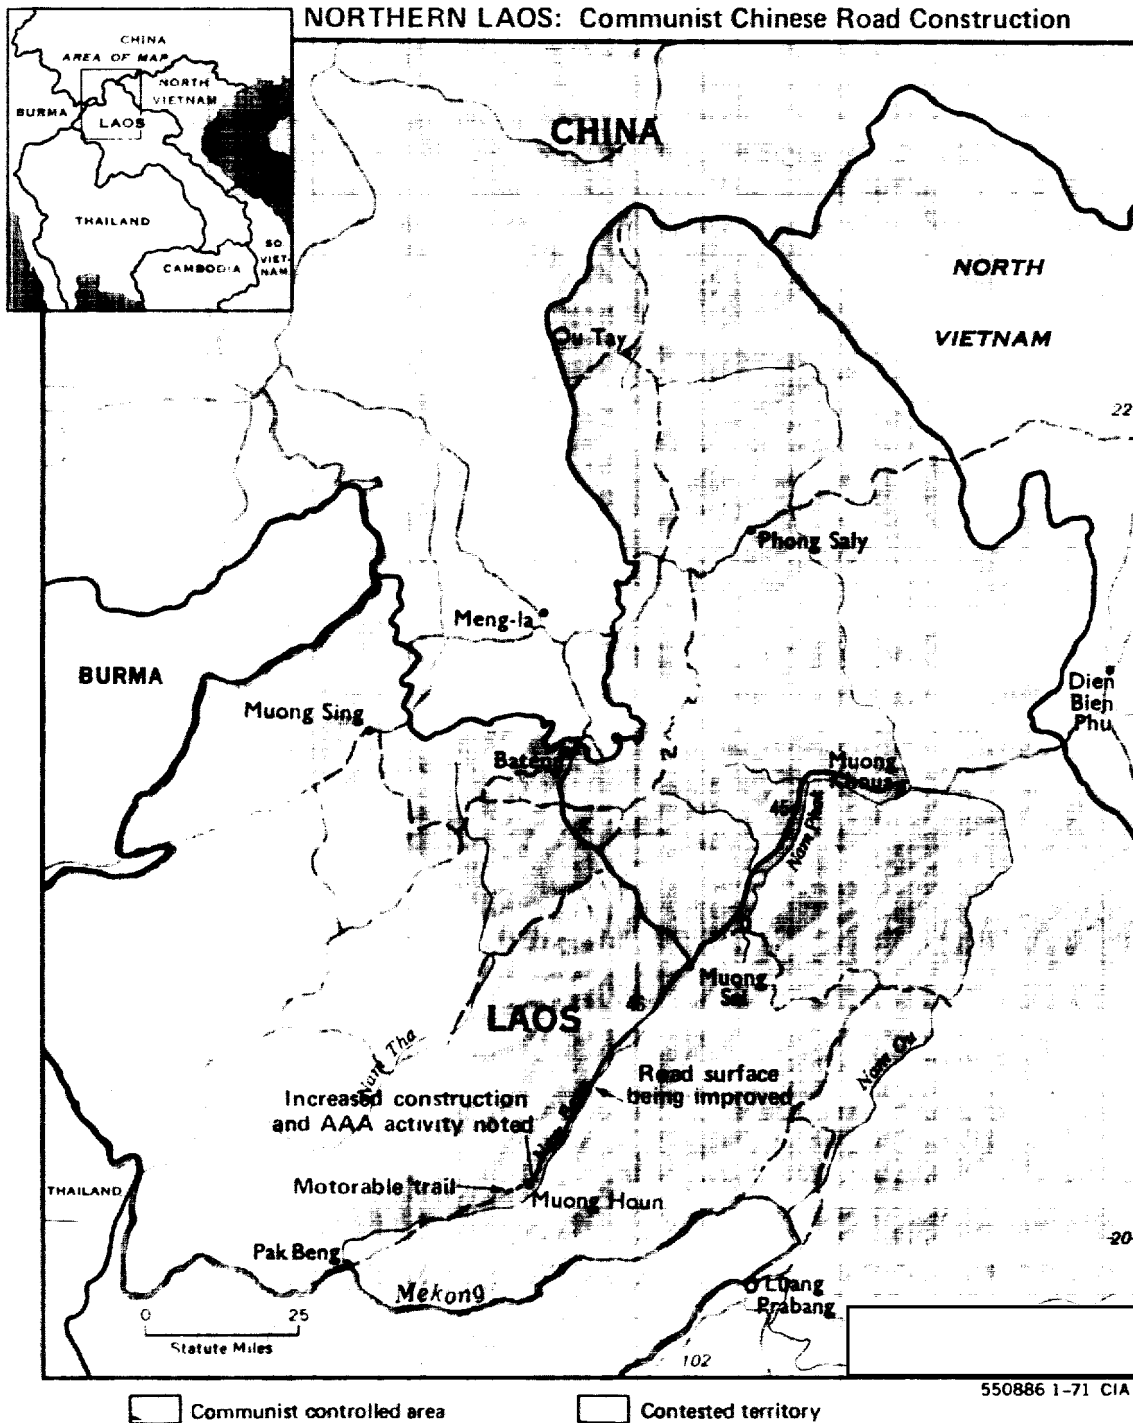 NORTHERN LAOS: Communist Chinese Road Construction
CHINA
AREA OF MAP
NORTH
VIETNAM
BURMA
LAOS
THAILAND
CAMBODIA
SO.
VIET-
NAM
CHINA
NORTH
VIETNAM
Ou Tay
22
Phong Saly
Meng-la
BURMA
Muong Sing
Dien
Bien
Phu
Bateng
Muong
Khoua
Nam Phak
Muong
Sai
46
LAOS
Nam Tha
Nam Ou
Road surface
being improved
Increased construction
and AAA activity noted
Motorable trail
Muong Houn
THAILAND
Pak Beng
Mekong
20
Luang
Prabang
0 25
Statute Miles
102
550886 1-71 CIA
Communist controlled area
Contested territory